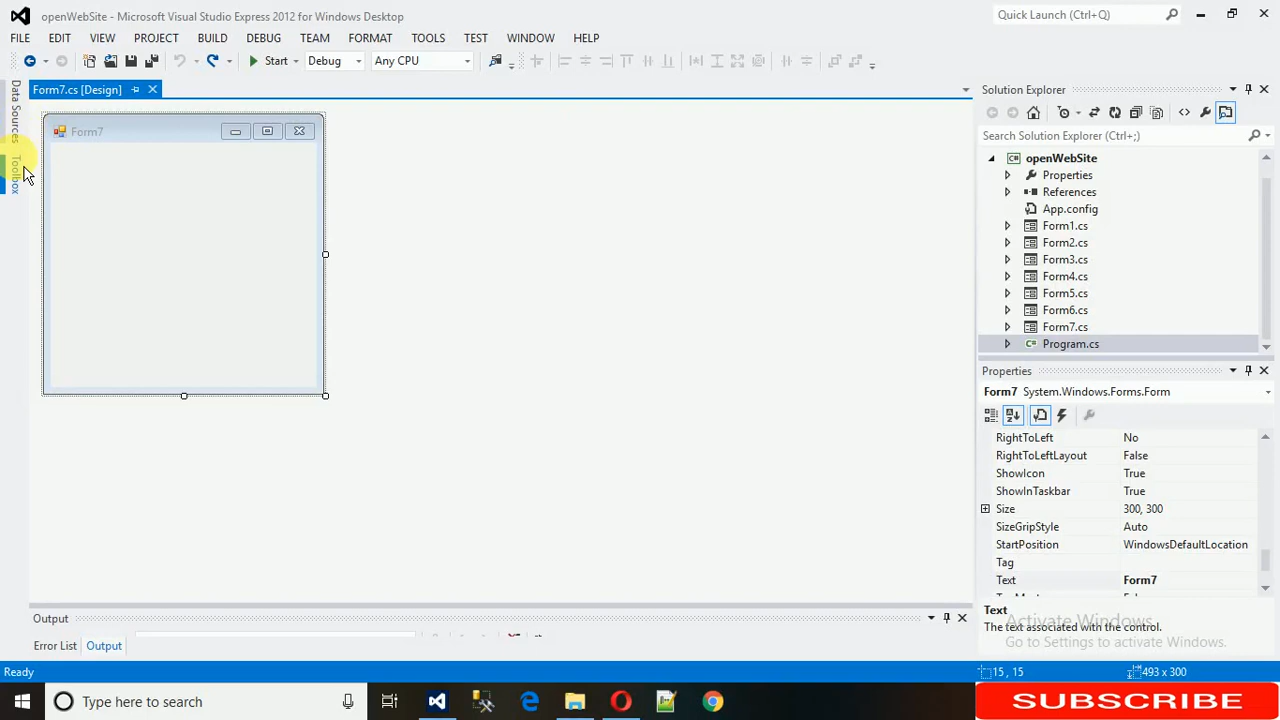 openWebSite - Microsoft Visual Studio Express 2012 for Windows Desktop
Quick Launch (Ctrl+Q)
FILE EDIT VIEW PROJECT BUILD DEBUG TEAM FORMAT TOOLS TEST WINDOW HELP
Start Debug Any CPU
Data Sources
Toolbox
Form7.cs [Design]
Form7
Solution Explorer
Search Solution Explorer (Ctrl+;)
openWebSite
Properties
References
App.config
Form1.cs
Form2.cs
Form3.cs
Form4.cs
Form5.cs
Form6.cs
Form7.cs
Program.cs
Properties
Form7 System.Windows.Forms.Form
RightToLeft No
RightToLeftLayout False
ShowIcon True
ShowInTaskbar True
Size 300, 300
SizeGripStyle Auto
StartPosition WindowsDefaultLocation
Tag
Text Form7
Text
The text associated with the control.
Activate Windows
Go to Settings to activate Windows.
Output
Error List Output
Ready
15 , 15
493 x 300
Type here to search
SUBSCRIBE